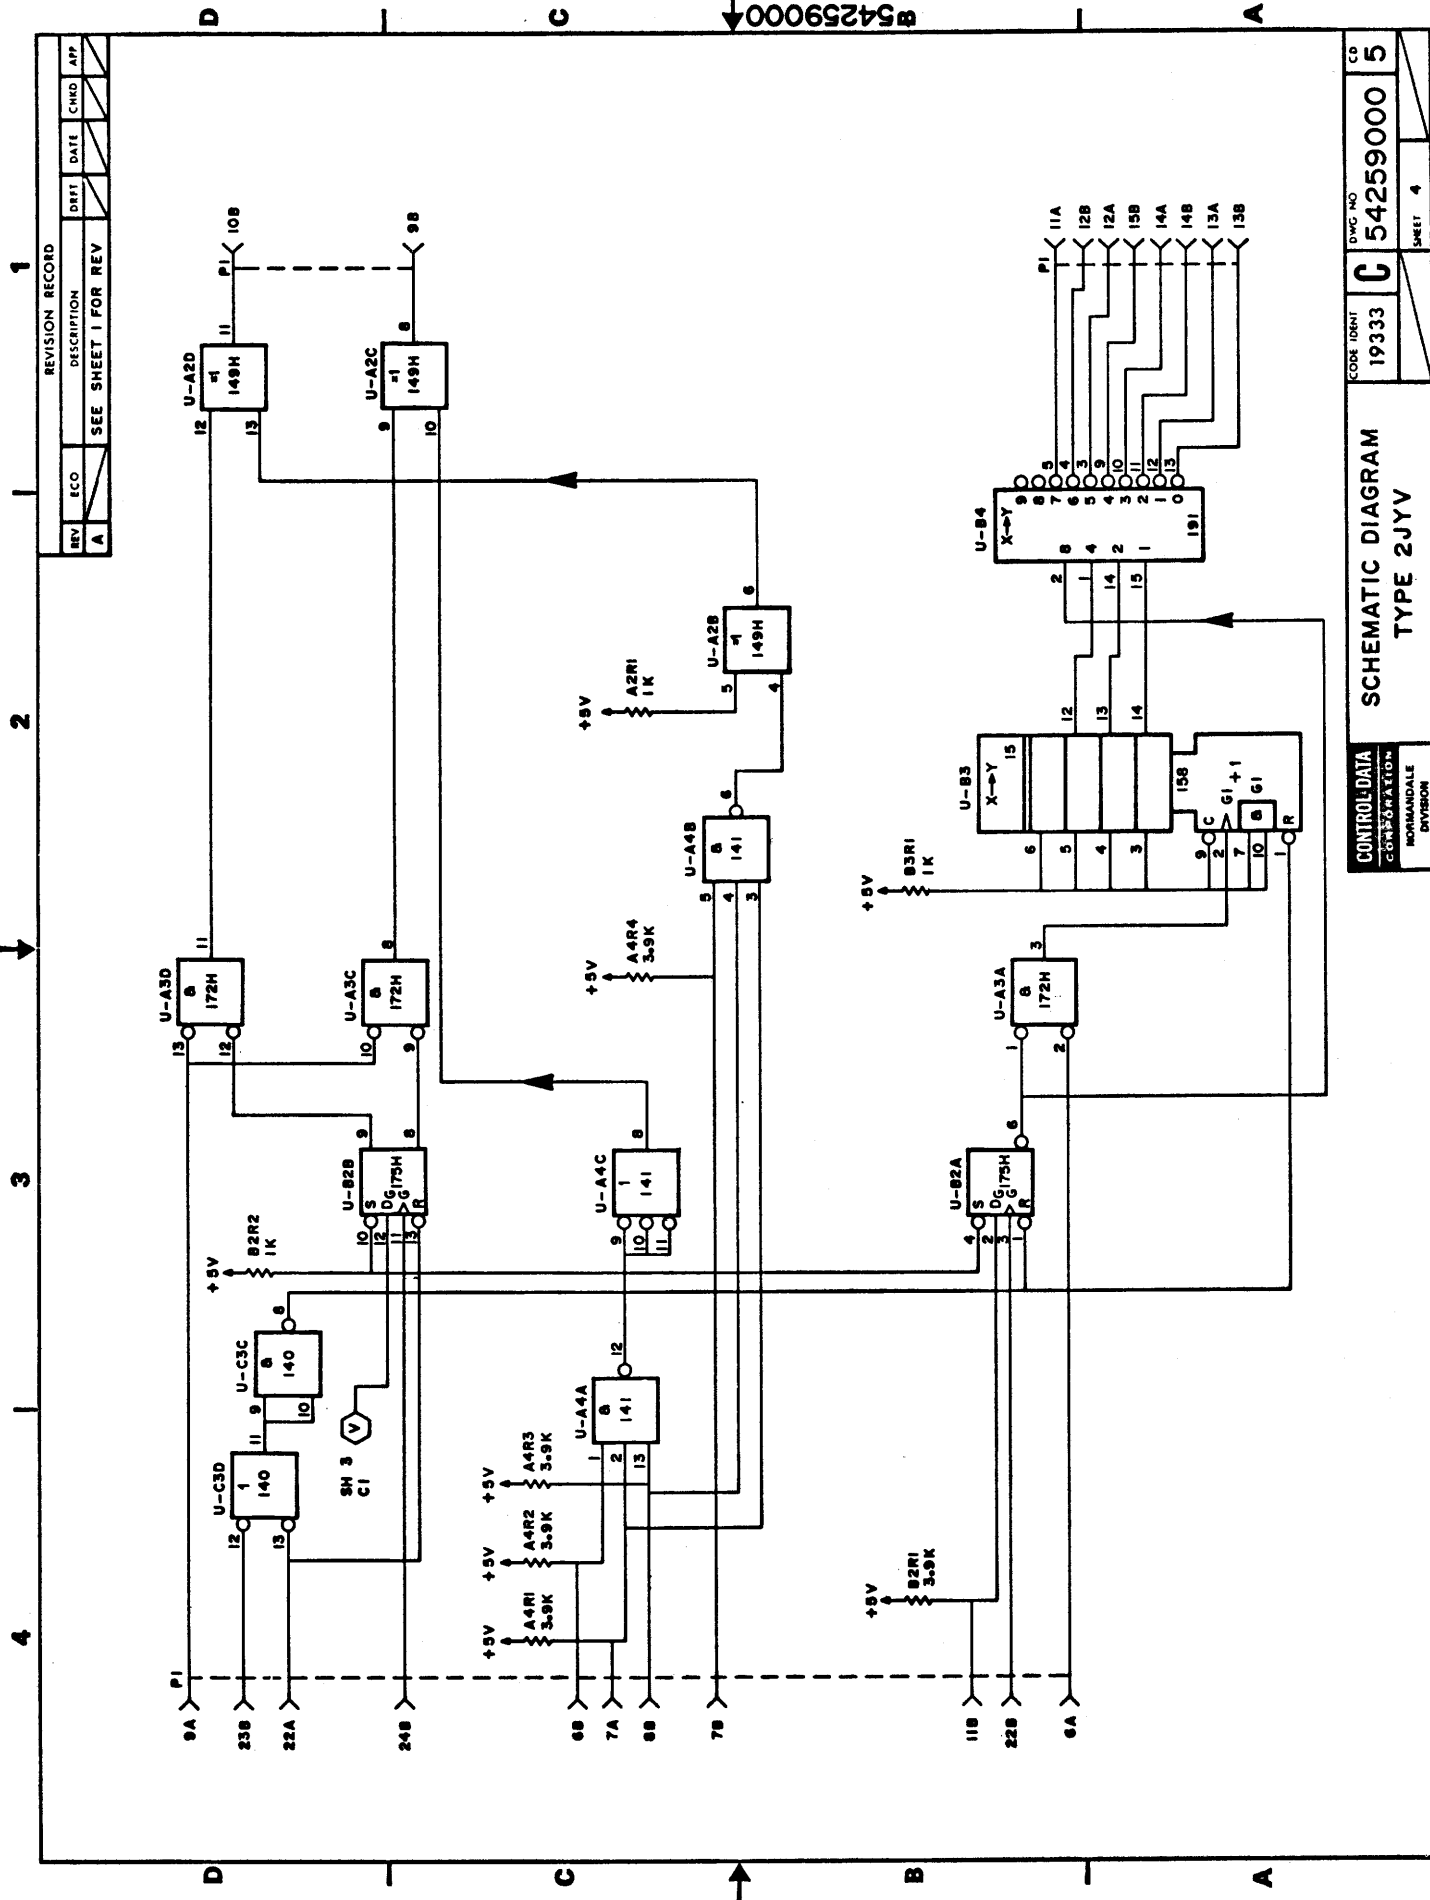 4
3
2
1
REVISION RECORD
REV ECO DESCRIPTION DRFT DATE CHKD APP
A SEE SHEET 1 FOR REV
D
C
B
A
D
C
B
A
54259000
P1
9A
23B
22A
24B
6B
7A
8B
7B
11B
22B
6A
U-C3D
1
140
12
13
11
U-C3C
&
140
9
10
8
SH 3
C1
V
+5V
B2R2
1K
U-B2B
S
DG
G
R
175H
10
12
11
13
9
8
U-A3D
&
172H
13
12
11
U-A3C
&
172H
10
9
8
U-A2D
=1
149H
12
13
11
P1
10B
U-A2C
=1
149H
9
10
8
9B
+5V
A4R1
3.9K
+5V
A4R2
3.9K
+5V
A4R3
3.9K
U-A4A
&
141
1
2
13
12
U-A4C
1
141
9
10
11
8
+5V
A4R4
3.9K
U-A4B
&
141
5
4
3
6
+5V
A2R1
1K
U-A2B
=1
149H
5
4
6
+5V
B2R1
3.9K
U-B2A
S
DG
G
R
175H
4
2
3
1
6
U-A3A
&
172H
1
2
3
+5V
B3R1
1K
U-B3
X→Y
15
158
6
5
4
3
9
2
7
10
1
C
G1
+1
&
G1
R
12
13
14
U-B4
X→Y
191
2
1
14
15
8
4
2
1
9
8
7
6
5
4
3
2
1
0
5
4
3
9
10
11
12
13
P1
11A
12B
12A
15B
14A
14B
13A
13B
CONTROL DATA
CORPORATION
NORMANDALE
DIVISION
SCHEMATIC DIAGRAM
TYPE 2JYV
CODE IDENT
19333
C
DWG NO
54259000
CD
5
SHEET 4